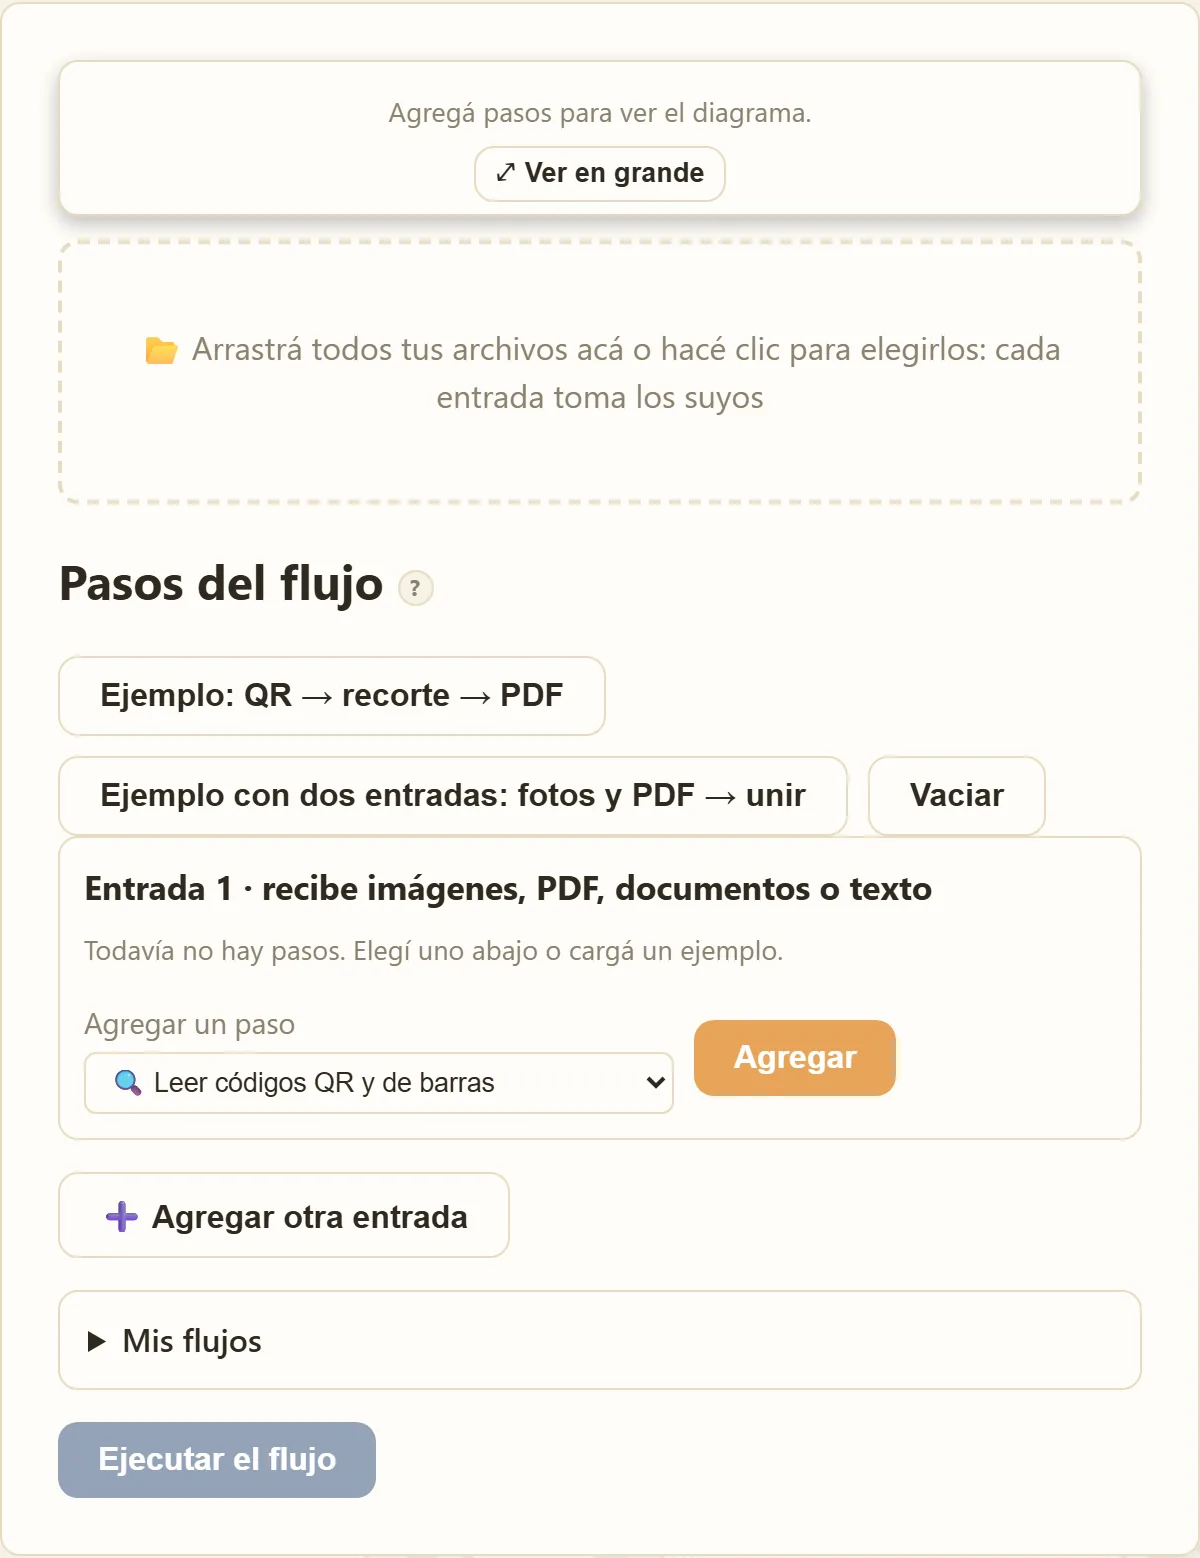 Agregá pasos para ver el diagrama.
⤢ Ver en grande
Arrastrá todos tus archivos acá o hacé clic para elegirlos: cada
entrada toma los suyos
Pasos del flujo ?
Ejemplo: QR → recorte → PDF
Ejemplo con dos entradas: fotos y PDF → unir
Vaciar
Entrada 1 · recibe imágenes, PDF, documentos o texto
Todavía no hay pasos. Elegí uno abajo o cargá un ejemplo.
Agregar un paso
Leer códigos QR y de barras
Agregar
Agregar otra entrada
Mis flujos
Ejecutar el flujo